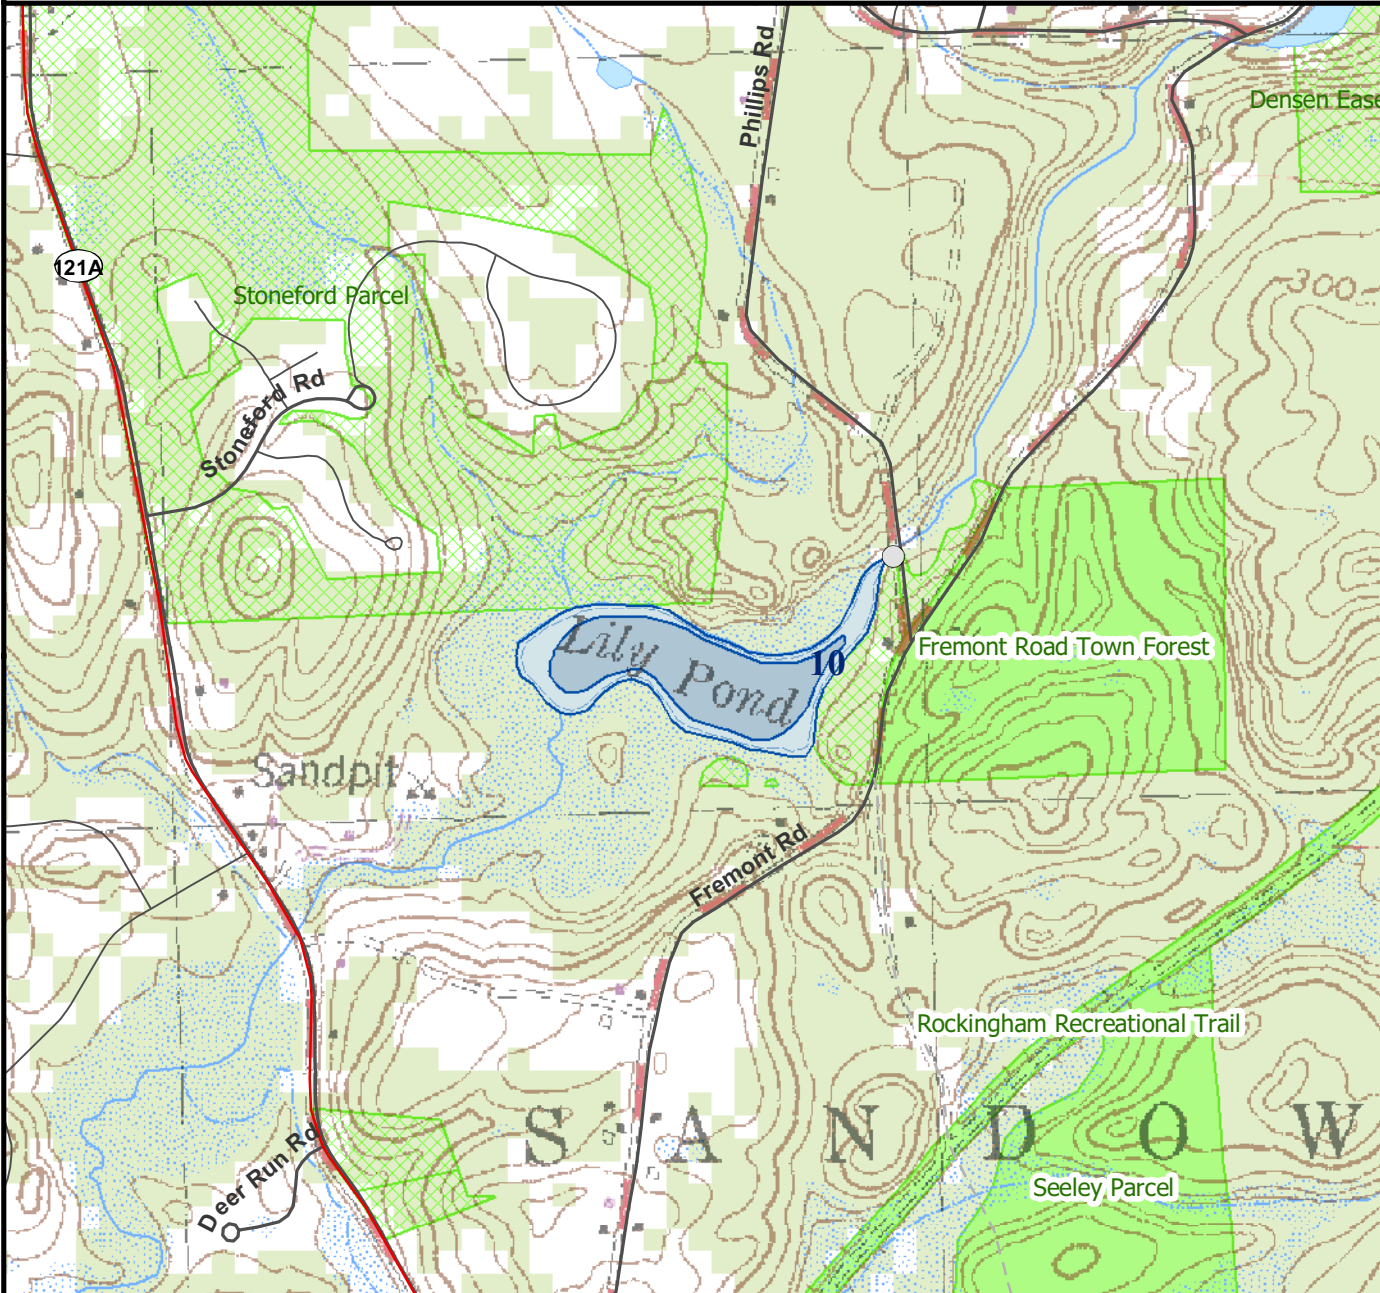 Phillips Rd
Densen Ease
121A
300
Stoneford Parcel
Stoneford Rd
Lily Pond
10
Fremont Road Town Forest
Sandpit
Fremont Rd
Rockingham Recreational Trail
S A N D O W
Deer Run Rd
Seeley Parcel